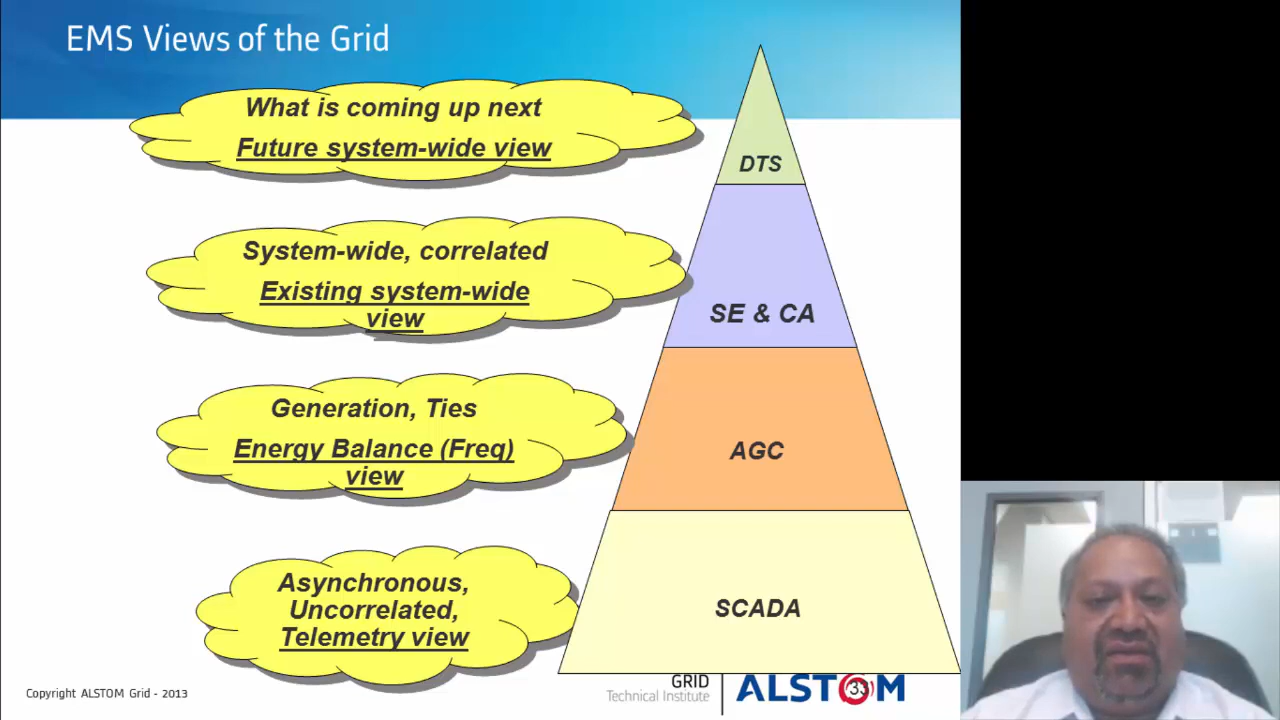 EMS Views of the Grid
What is coming up next
Future system-wide view
DTS
System-wide, correlated
Existing system-wide
view
SE & CA
Generation, Ties
Energy Balance (Freq)
view
AGC
Asynchronous,
Uncorrelated,
Telemetry view
SCADA
Copyright ALSTOM Grid - 2013
GRID
Technical Institute
ALSTOM
33